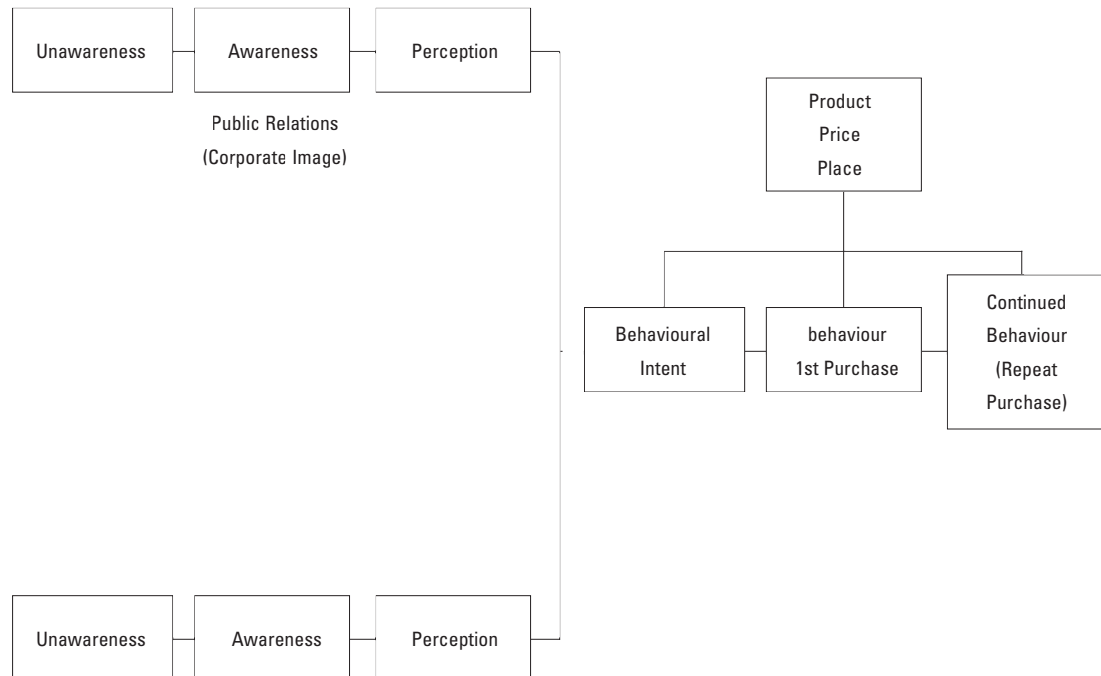 Unawareness
Awareness
Perception
Public Relations
(Corporate Image)
Product
Price
Place
Behavioural
Intent
behaviour
1st Purchase
Continued
Behaviour
(Repeat
Purchase)
Unawareness
Awareness
Perception